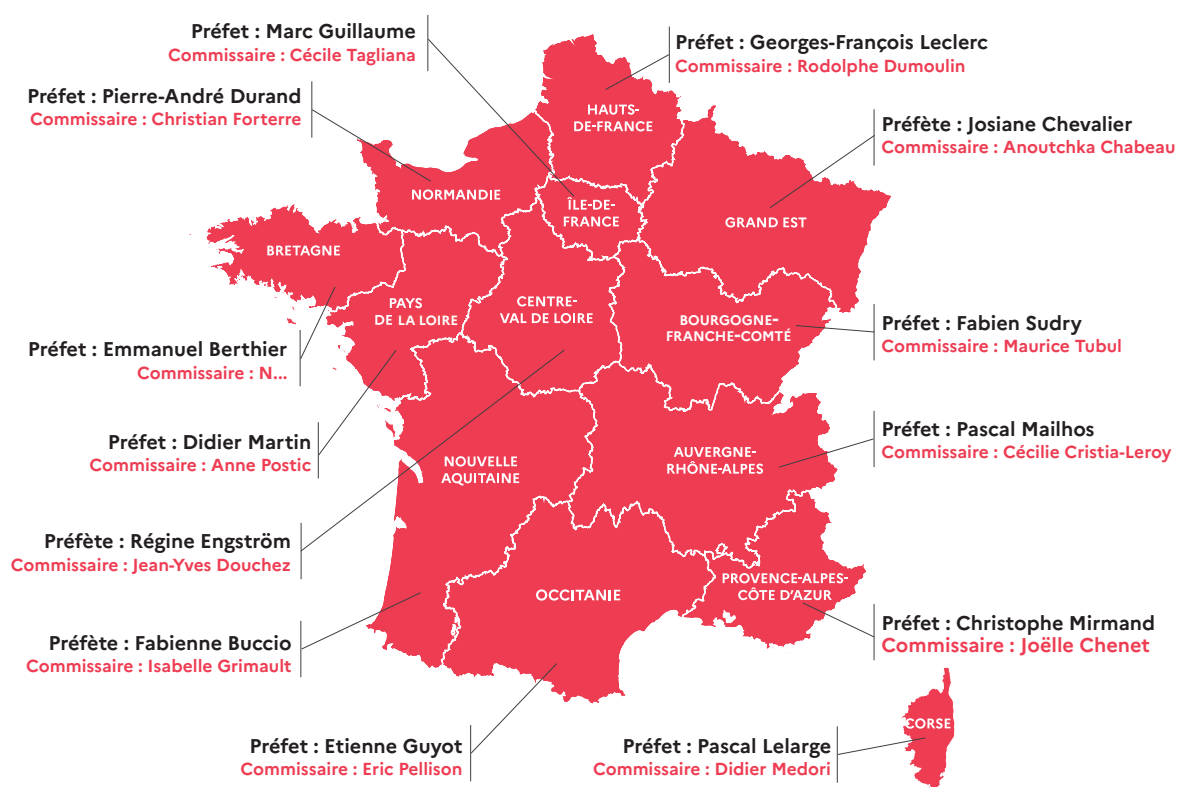 Préfet : Marc Guillaume
Commissaire : Cécile Tagliana
Préfet : Georges-François Leclerc
Commissaire : Rodolphe Dumoulin
Préfet : Pierre-André Durand
Commissaire : Christian Forterre
Préfète : Josiane Chevalier
Commissaire : Anoutchka Chabeau
HAUTS-
DE-FRANCE
NORMANDIE
ÎLE-DE-
FRANCE
GRAND EST
BRETAGNE
PAYS
DE LA LOIRE
CENTRE-
VAL DE LOIRE
BOURGOGNE-
FRANCHE-COMTÉ
Préfet : Emmanuel Berthier
Commissaire : N...
Préfet : Fabien Sudry
Commissaire : Maurice Tubul
Préfet : Didier Martin
Commissaire : Anne Postic
NOUVELLE
AQUITAINE
AUVERGNE-
RHÔNE-ALPES
Préfet : Pascal Mailhos
Commissaire : Cécilie Cristia-Leroy
Préfète : Régine Engström
Commissaire : Jean-Yves Douchez
OCCITANIE
PROVENCE-ALPES-
CÔTE D'AZUR
Préfète : Fabienne Buccio
Commissaire : Isabelle Grimault
Préfet : Christophe Mirmand
Commissaire : Joëlle Chenet
CORSE
Préfet : Etienne Guyot
Commissaire : Eric Pellison
Préfet : Pascal Lelarge
Commissaire : Didier Medori